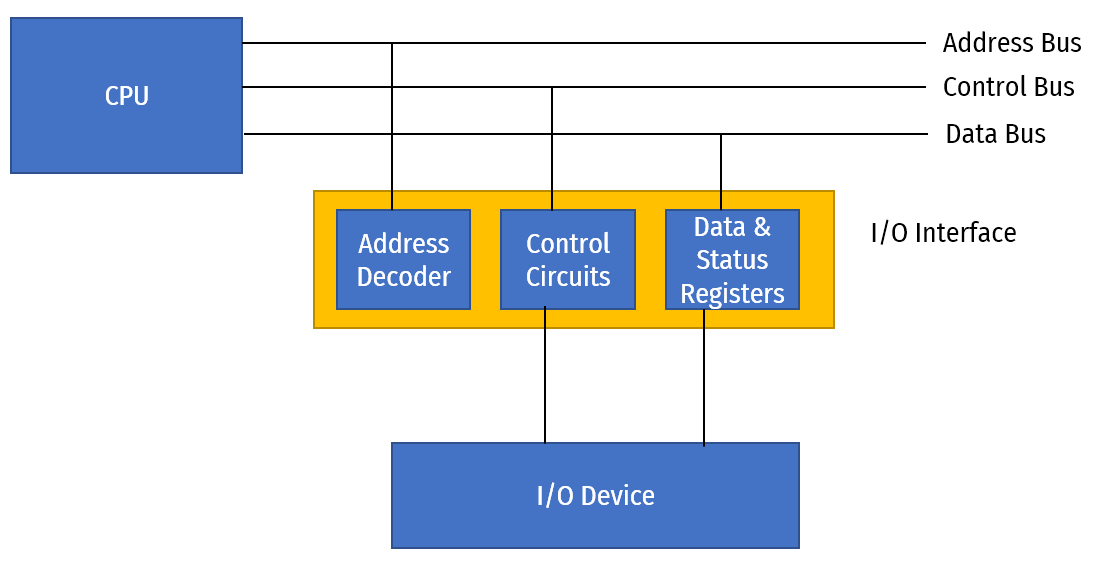 CPU
Address Bus
Control Bus
Data Bus
Address
Decoder
Control
Circuits
Data &
Status
Registers
I/O Interface
I/O Device